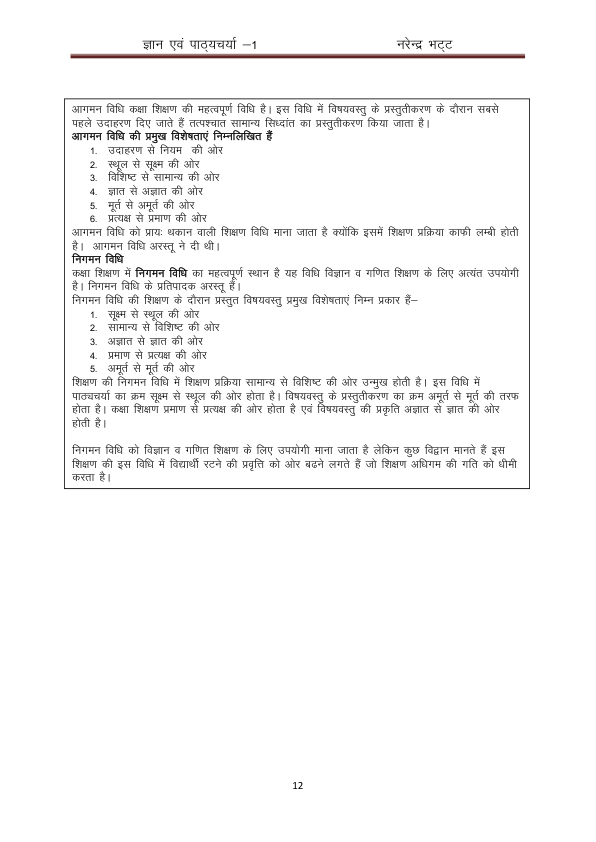 ज्ञान एवं पाठ्यचर्या –1 नरेन्द्र भट्ट
आगमन विधि कक्षा शिक्षण की महत्वपूर्ण विधि है। इस विधि में विषयवस्तु के प्रस्तुतीकरण के दौरान सबसे
पहले उदाहरण दिए जाते हैं तत्पश्चात सामान्य सिध्दांत का प्रस्तुतीकरण किया जाता है।
आगमन विधि की प्रमुख विशेषताएं निम्नलिखित हैं
1. उदाहरण से नियम की ओर
2. स्थूल से सूक्ष्म की ओर
3. विशिष्ट से सामान्य की ओर
4. ज्ञात से अज्ञात की ओर
5. मूर्त से अमूर्त की ओर
6. प्रत्यक्ष से प्रमाण की ओर
आगमन विधि को प्रायः थकान वाली शिक्षण विधि माना जाता है क्योंकि इसमें शिक्षण प्रक्रिया काफी लम्बी होती
है। आगमन विधि अरस्तू ने दी थी।
निगमन विधि
कक्षा शिक्षण में निगमन विधि का महत्वपूर्ण स्थान है यह विधि विज्ञान व गणित शिक्षण के लिए अत्यंत उपयोगी
है। निगमन विधि के प्रतिपादक अरस्तू हैं।
निगमन विधि की शिक्षण के दौरान प्रस्तुत विषयवस्तु प्रमुख विशेषताएं निम्न प्रकार हैं–
1. सूक्ष्म से स्थूल की ओर
2. सामान्य से विशिष्ट की ओर
3. अज्ञात से ज्ञात की ओर
4. प्रमाण से प्रत्यक्ष की ओर
5. अमूर्त से मूर्त की ओर
शिक्षण की निगमन विधि में शिक्षण प्रक्रिया सामान्य से विशिष्ट की ओर उन्मुख होती है। इस विधि में
पाठ्यचर्या का क्रम सूक्ष्म से स्थूल की ओर होता है। विषयवस्तु के प्रस्तुतीकरण का क्रम अमूर्त से मूर्त की तरफ
होता है। कक्षा शिक्षण प्रमाण से प्रत्यक्ष की ओर होता है एवं विषयवस्तु की प्रकृति अज्ञात से ज्ञात की ओर
होती है।
निगमन विधि को विज्ञान व गणित शिक्षण के लिए उपयोगी माना जाता है लेकिन कुछ विद्वान मानते हैं इस
शिक्षण की इस विधि में विद्यार्थी रटने की प्रवृत्ति को ओर बढने लगते हैं जो शिक्षण अधिगम की गति को धीमी
करता है।
12